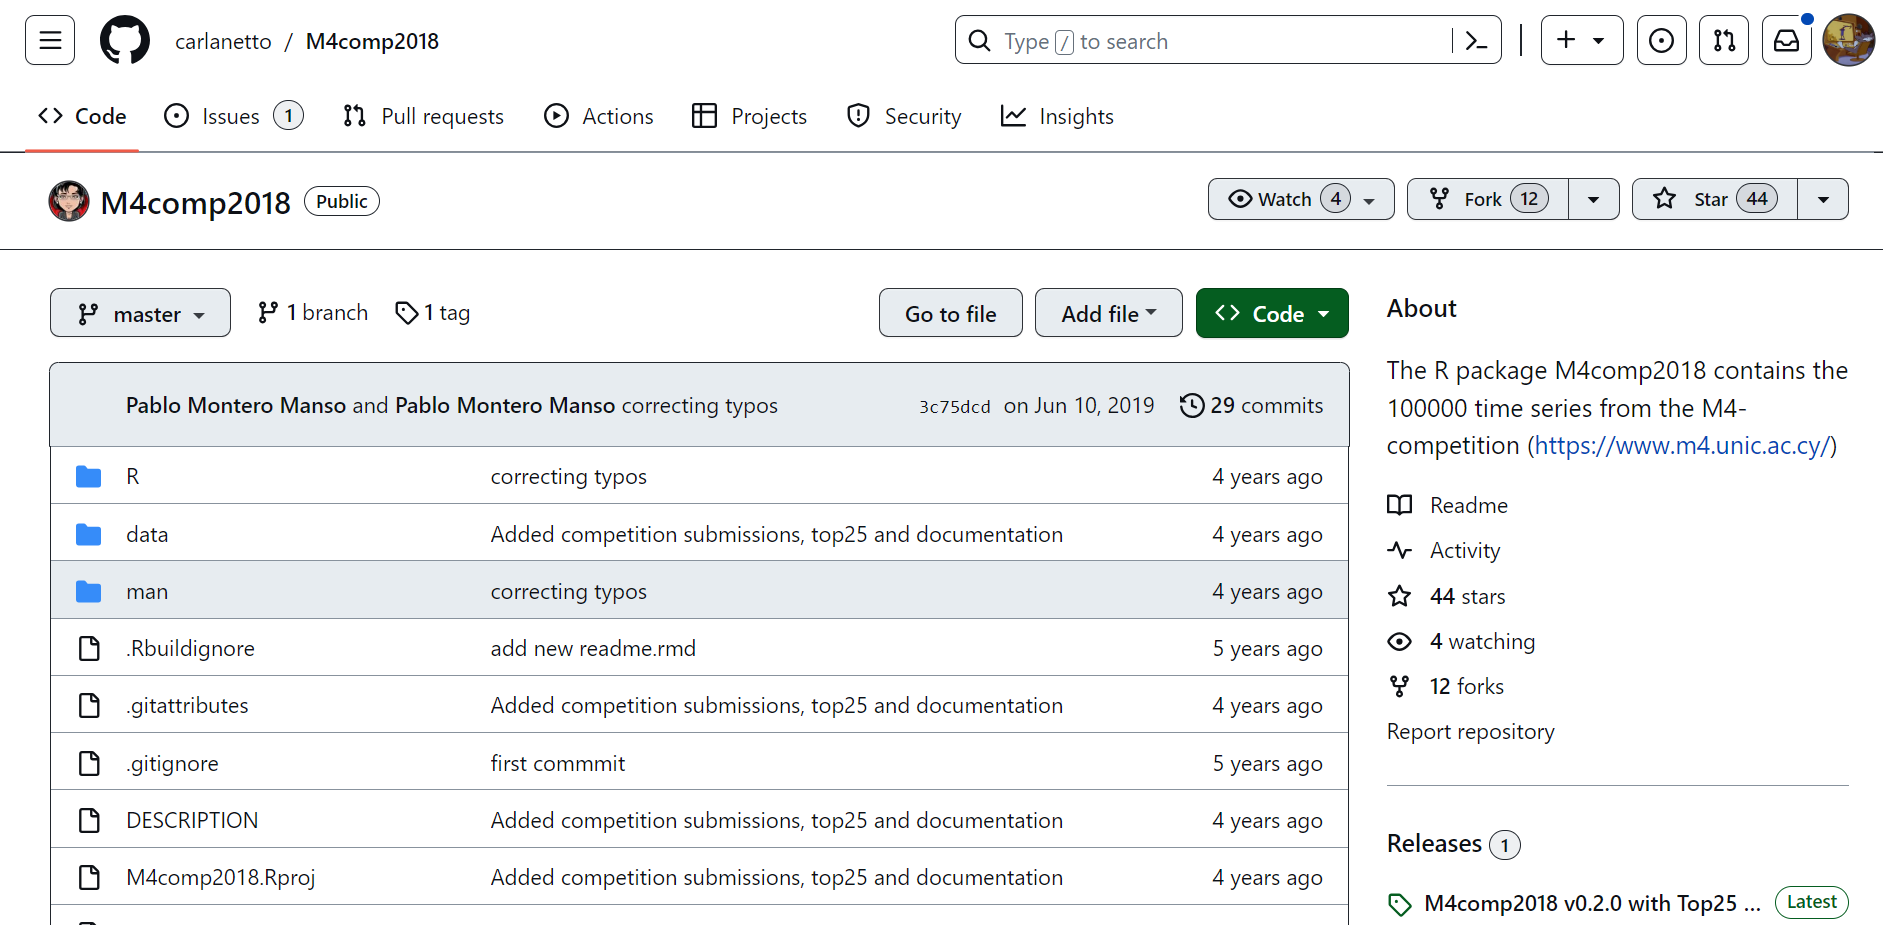 carlanetto / M4comp2018
Type / to search
Code Issues 1 Pull requests Actions Projects Security Insights
M4comp2018 Public
Watch 4 Fork 12 Star 44
master 1 branch 1 tag Go to file Add file Code
Pablo Montero Manso and Pablo Montero Manso correcting typos 3c75dcd on Jun 10, 2019 29 commits
R correcting typos 4 years ago
data Added competition submissions, top25 and documentation 4 years ago
man correcting typos 4 years ago
.Rbuildignore add new readme.rmd 5 years ago
.gitattributes Added competition submissions, top25 and documentation 4 years ago
.gitignore first commmit 5 years ago
DESCRIPTION Added competition submissions, top25 and documentation 4 years ago
M4comp2018.Rproj Added competition submissions, top25 and documentation 4 years ago
About
The R package M4comp2018 contains the
100000 time series from the M4-
competition (https://www.m4.unic.ac.cy/)
Readme
Activity
44 stars
4 watching
12 forks
Report repository
Releases 1
M4comp2018 v0.2.0 with Top25 ... Latest